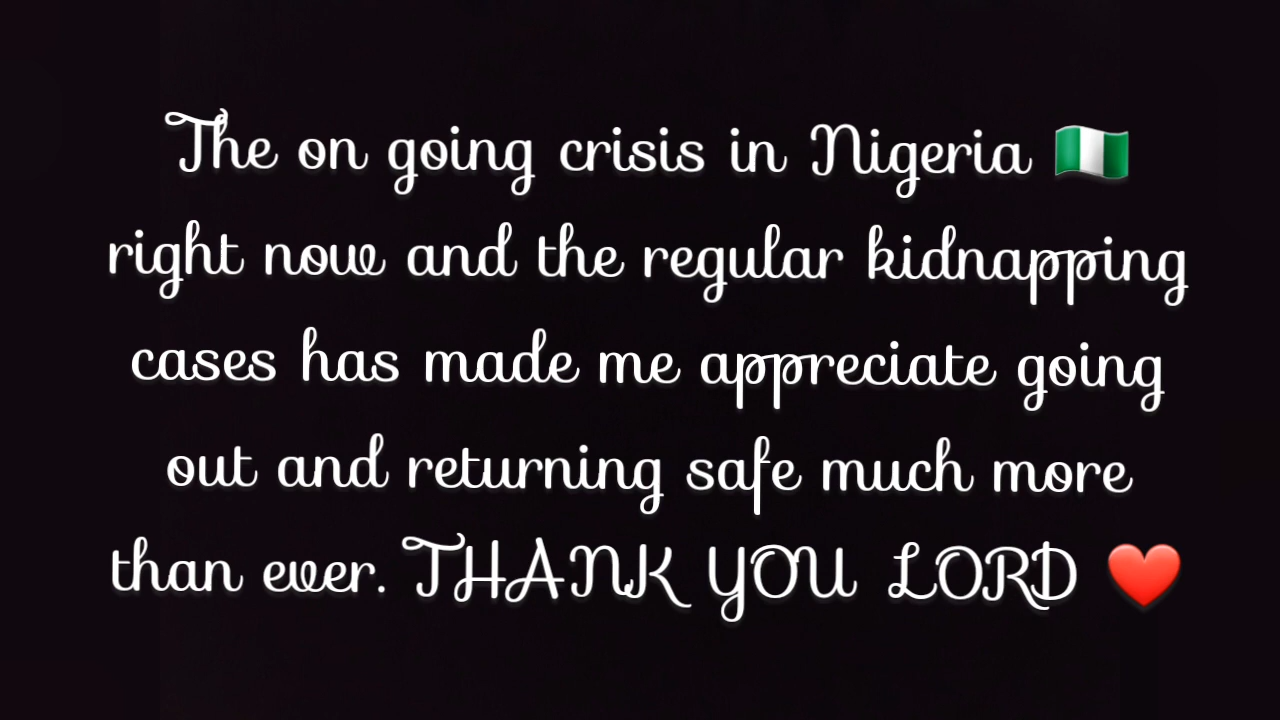 The on going crisis in Nigeria 🇳🇬
right now and the regular kidnapping
cases has made me appreciate going
out and returning safe much more
than ever. THANK YOU LORD ❤️